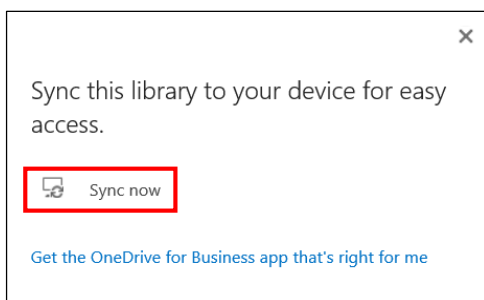 Sync this library to your device for easy
access.
Sync now
Get the OneDrive for Business app that's right for me